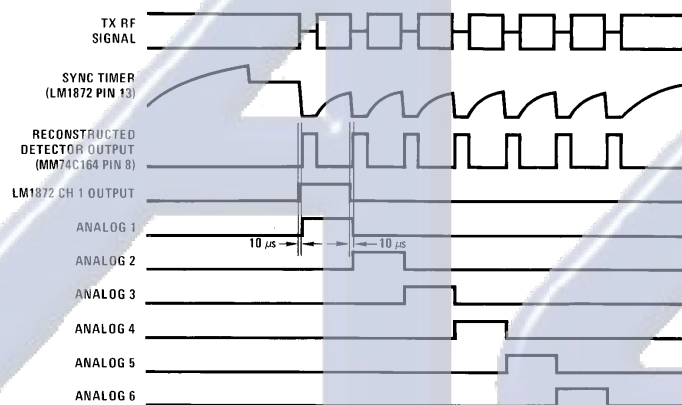 TX RF
SIGNAL
SYNC TIMER
(LM1872 PIN 13)
RECONSTRUCTED
DETECTOR OUTPUT
(MM74C164 PIN 8)
LM1872 CH 1 OUTPUT
ANALOG 1
10 µs
10 µs
ANALOG 2
ANALOG 3
ANALOG 4
ANALOG 5
ANALOG 6